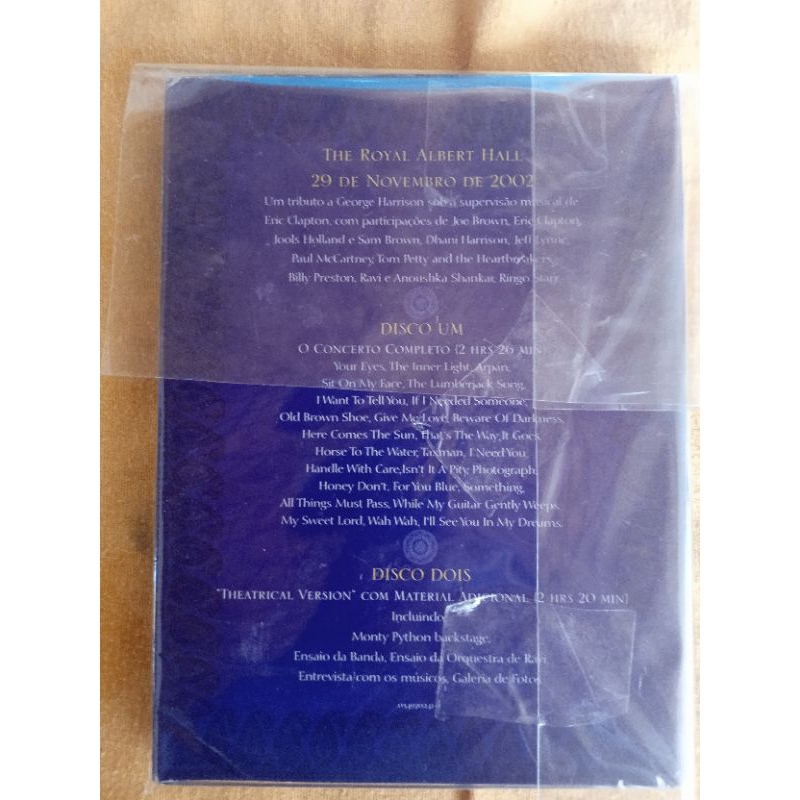 The Royal Albert Hall
29 de Novembro de 2002
Um tributo a George Harrison sob a supervisão musical de
Eric Clapton, com participações de Joe Brown, Eric Clapton,
Jools Holland e Sam Brown, Dhani Harrison, Jeff Lynne,
Paul McCartney, Tom Petty and the Heartbreakers,
Billy Preston, Ravi e Anoushka Shankar, Ringo Starr
DISCO UM
O Concerto Completo (2 hrs 26 min)
Your Eyes, The Inner Light, Arpan,
Sit On My Face, The Lumberjack Song,
I Want To Tell You, If I Needed Someone,
Old Brown Shoe, Give Me Love, Beware Of Darkness,
Here Comes The Sun, That's The Way It Goes,
Horse To The Water, Taxman, I Need You,
Handle With Care,Isn't It A Pity, Photograph,
Honey Don't, For You Blue, Something,
All Things Must Pass, While My Guitar Gently Weeps,
My Sweet Lord, Wah Wah, I'll See You In My Dreams.
DISCO DOIS
"Theatrical Version" com Material Adicional (2 hrs 20 min)
Incluindo
Monty Python backstage,
Ensaio da Banda, Ensaio da Orquestra de Ravi
Entrevista com os músicos, Galeria de Fotos